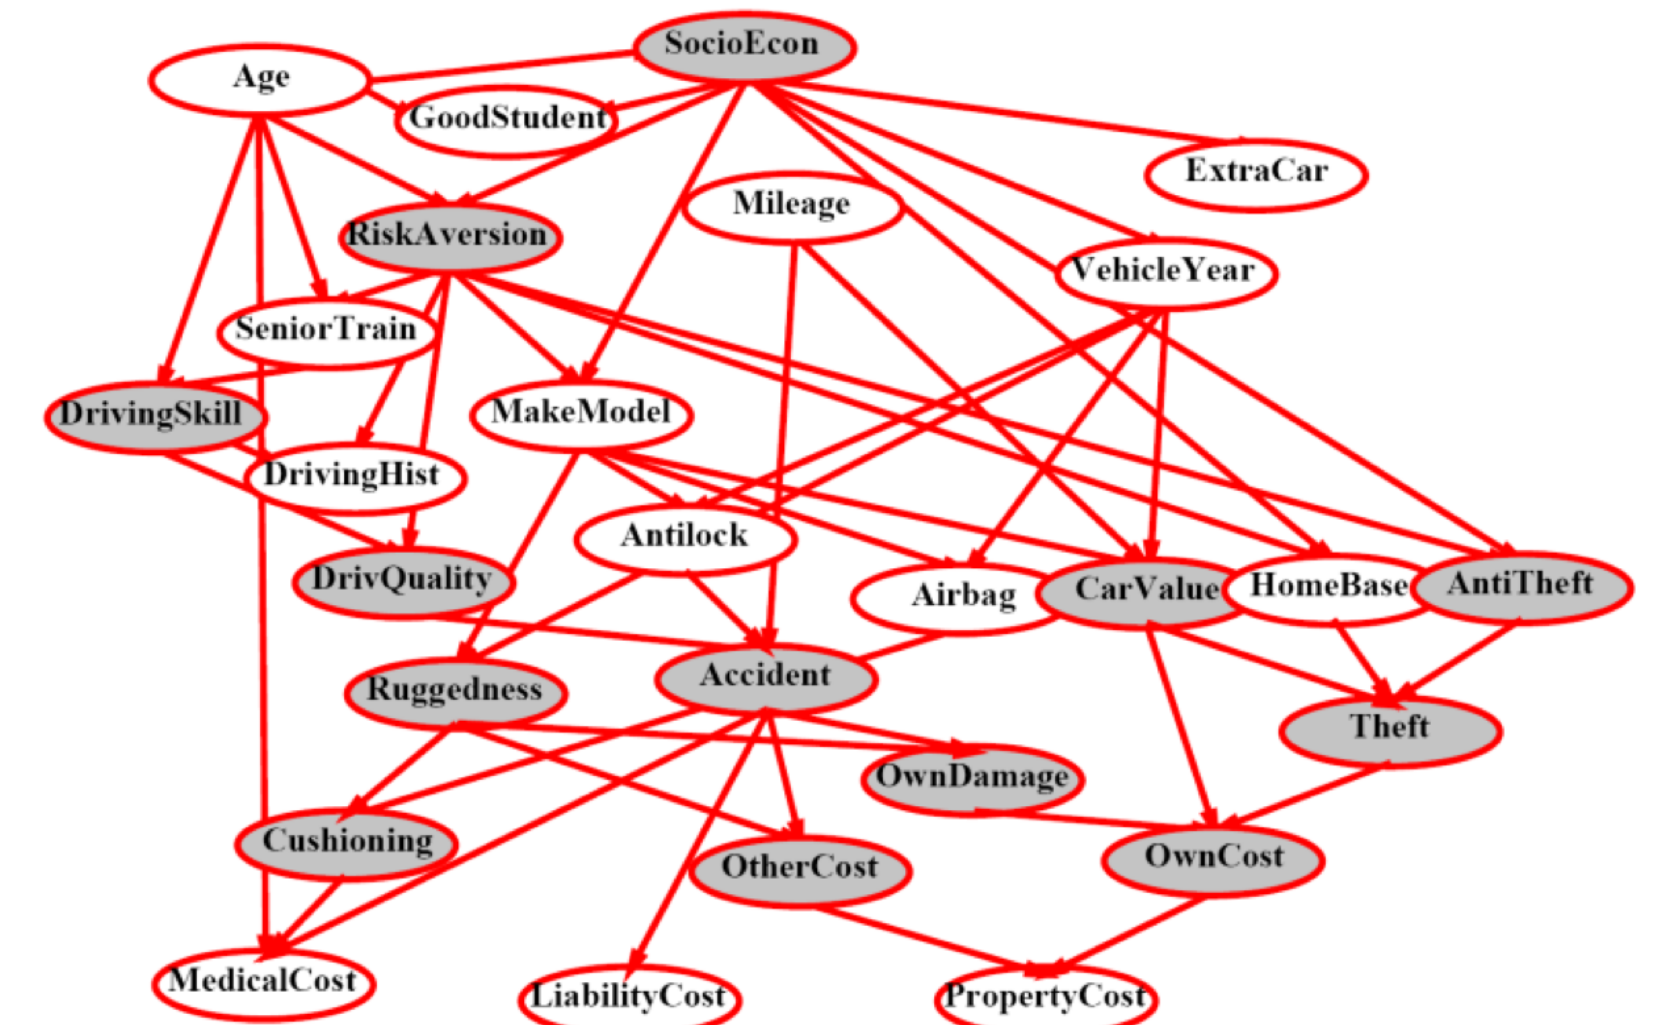 SocioEcon
Age
GoodStudent
ExtraCar
Mileage
RiskAversion
VehicleYear
SeniorTrain
DrivingSkill
MakeModel
DrivingHist
Antilock
DrivQuality
Airbag
CarValue
HomeBase
AntiTheft
Ruggedness
Accident
Theft
OwnDamage
Cushioning
OtherCost
OwnCost
MedicalCost
LiabilityCost
PropertyCost